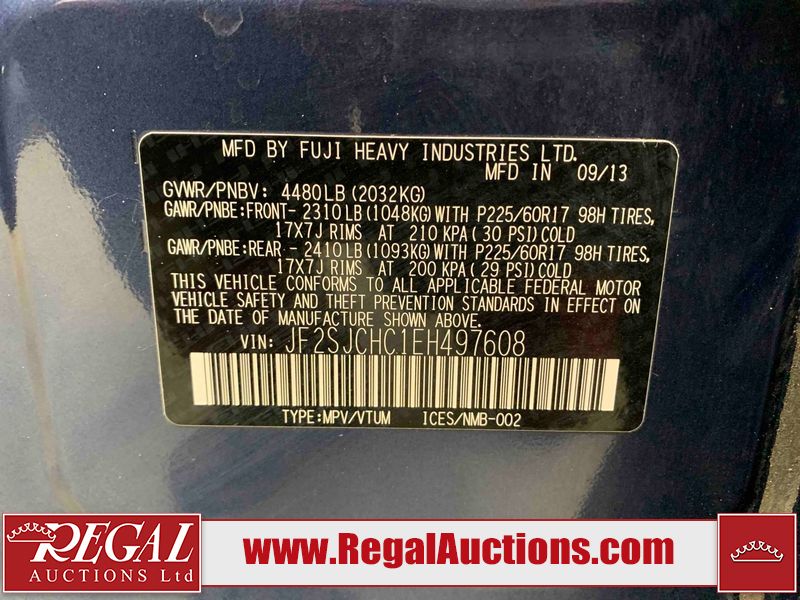 MFD BY FUJI HEAVY INDUSTRIES LTD.
MFD IN 09/13
GVWR/PNBV: 4480LB (2032KG)
GAWR/PNBE:FRONT- 2310 LB (1048KG) WITH P225/60R17 98H TIRES,
17X7J RIMS AT 210 KPA (30 PSI) COLD
GAWR/PNBE:REAR - 2410 LB (1093KG) WITH P225/60R17 98H TIRES,
17X7J RIMS AT 200 KPA (29 PSI) COLD
THIS VEHICLE CONFORMS TO ALL APPLICABLE FEDERAL MOTOR
VEHICLE SAFETY AND THEFT PREVENTION STANDARDS IN EFFECT ON
THE DATE OF MANUFACTURE SHOWN ABOVE.
VIN: JF2SJCHC1EH497608
TYPE:MPV/VTUM ICES/NMB-002
REGAL
AUCTIONS Ltd
www.RegalAuctions.com